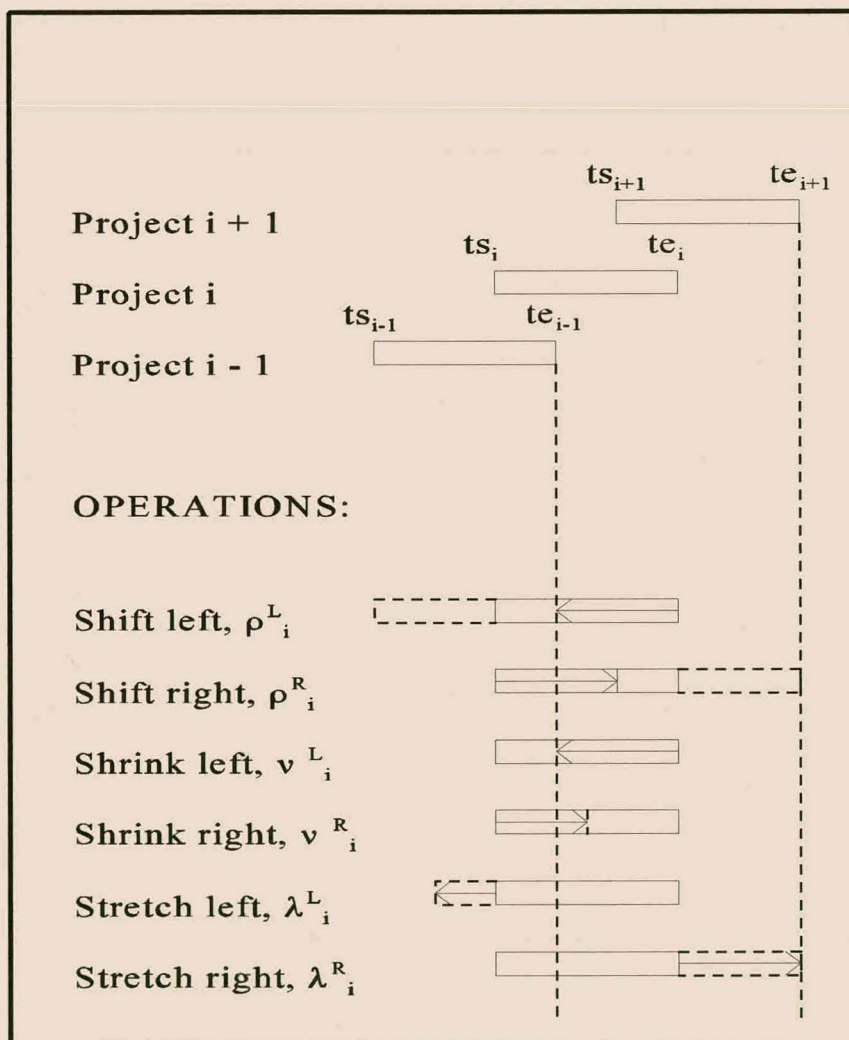 ts_{i+1} te_{i+1}
Project i + 1
ts_i te_i
Project i
ts_{i-1} te_{i-1}
Project i - 1
OPERATIONS:
Shift left, ρ^L_i
Shift right, ρ^R_i
Shrink left, ν^L_i
Shrink right, ν^R_i
Stretch left, λ^L_i
Stretch right, λ^R_i